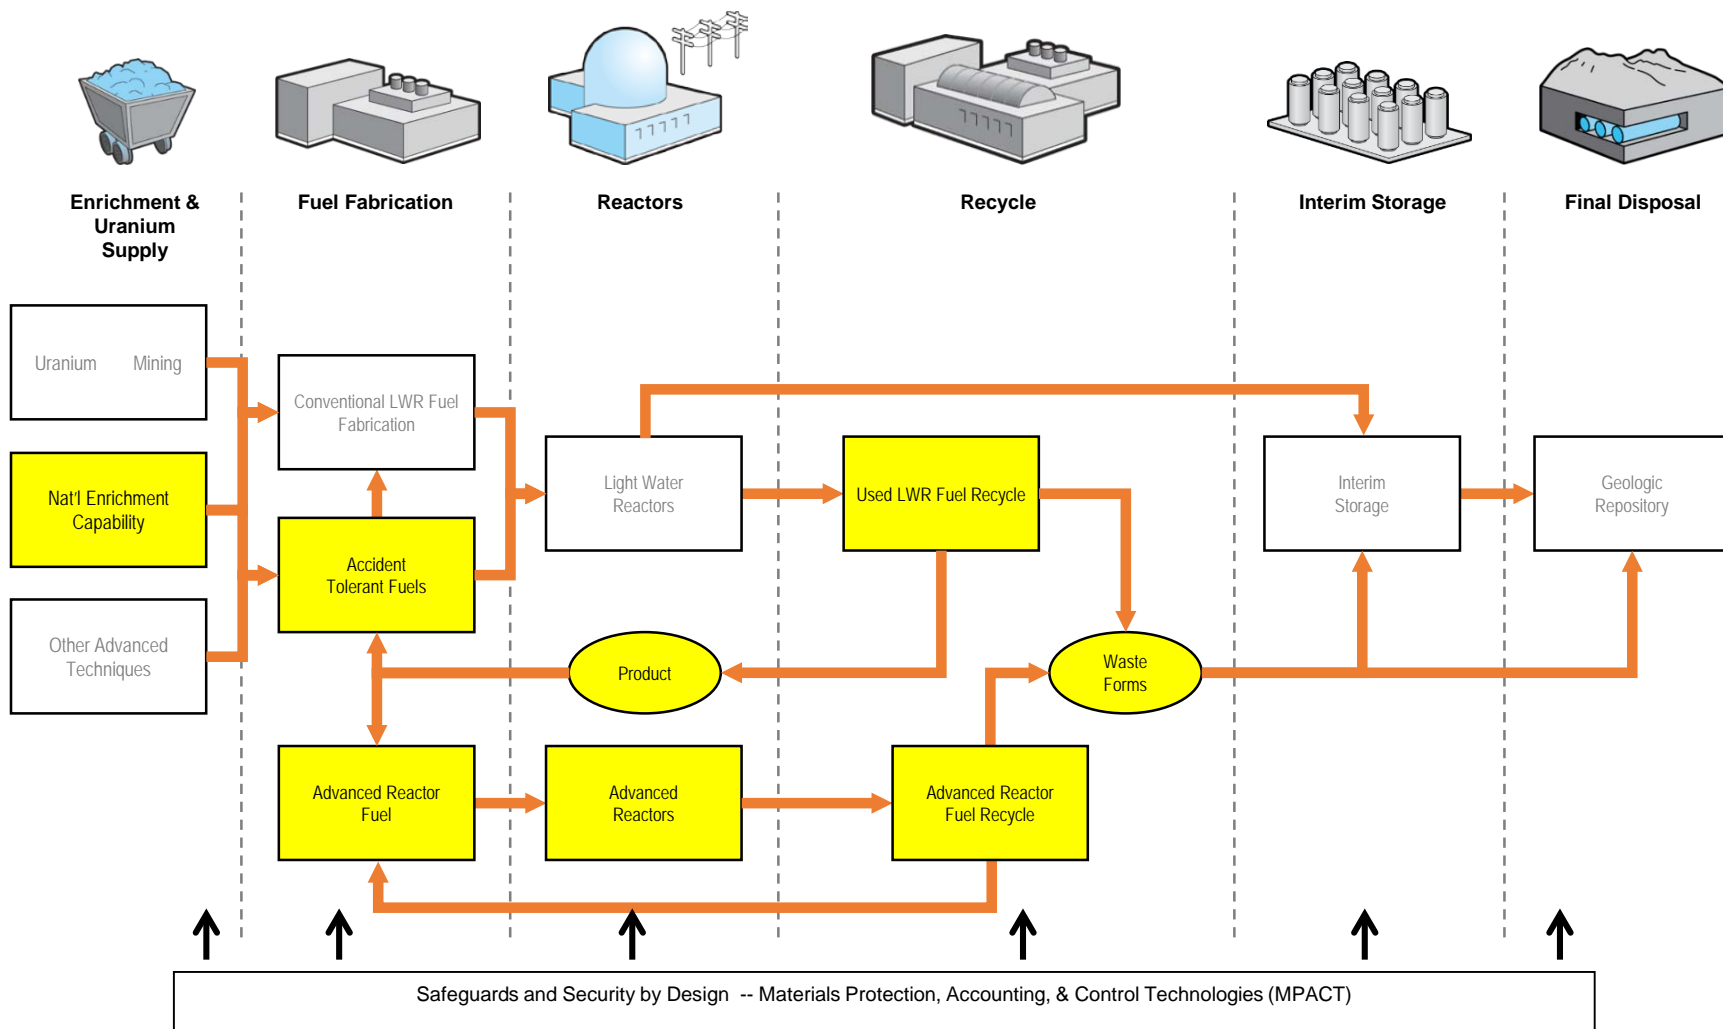 Enrichment &
Uranium
Supply
Fuel Fabrication
Reactors
Recycle
Interim Storage
Final Disposal
Uranium Mining
Conventional LWR Fuel
Fabrication
Nat'l Enrichment
Capability
Light Water
Reactors
Used LWR Fuel Recycle
Interim
Storage
Geologic
Repository
Accident
Tolerant Fuels
Other Advanced
Techniques
Product
Waste
Forms
Advanced Reactor
Fuel
Advanced
Reactors
Advanced Reactor
Fuel Recycle
Safeguards and Security by Design -- Materials Protection, Accounting, & Control Technologies (MPACT)